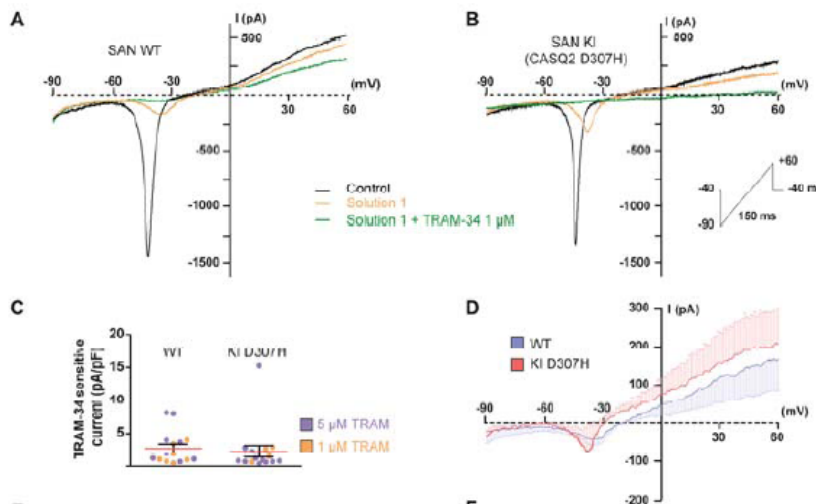 A
SAN WT
I (pA)
500
-90 -60 -30
(mV)
30 60
-500
-1000
-1500
Control
Solution 1
Solution 1 + TRAM-34 1 µM
B
SAN KI
(CASQ2 D307H)
I (pA)
500
-90 -60 -30
(mV)
30 60
-500
-1000
-1500
+60
-40
-90
150 ms
C
TRAM-34 sensitive
current (pA/pF)
20
15
10
5
WT KI D307H
5 µM TRAM
1 µM TRAM
D
WT
KI D307H
I (pA)
300
200
100
-90 -60 -30
(mV)
30 60
-100
-200